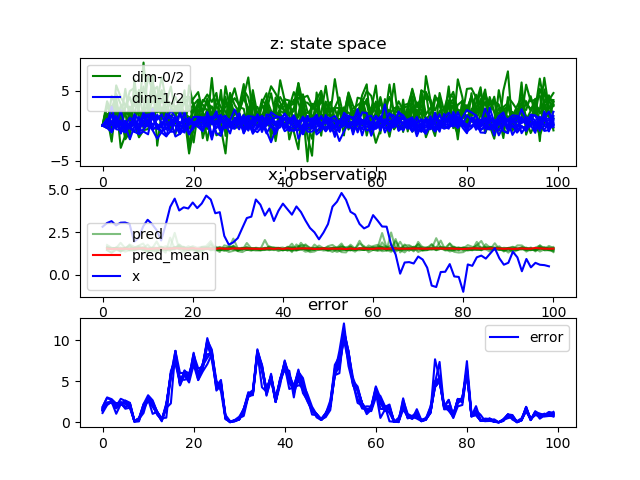 z: state space
5
0
−5
dim-0/2
dim-1/2
0 20 40 60 80 100
x: observation
5.0
2.5
0.0
pred
pred_mean
x
0 20 40 60 80 100
error
10
5
0
error
0 20 40 60 80 100